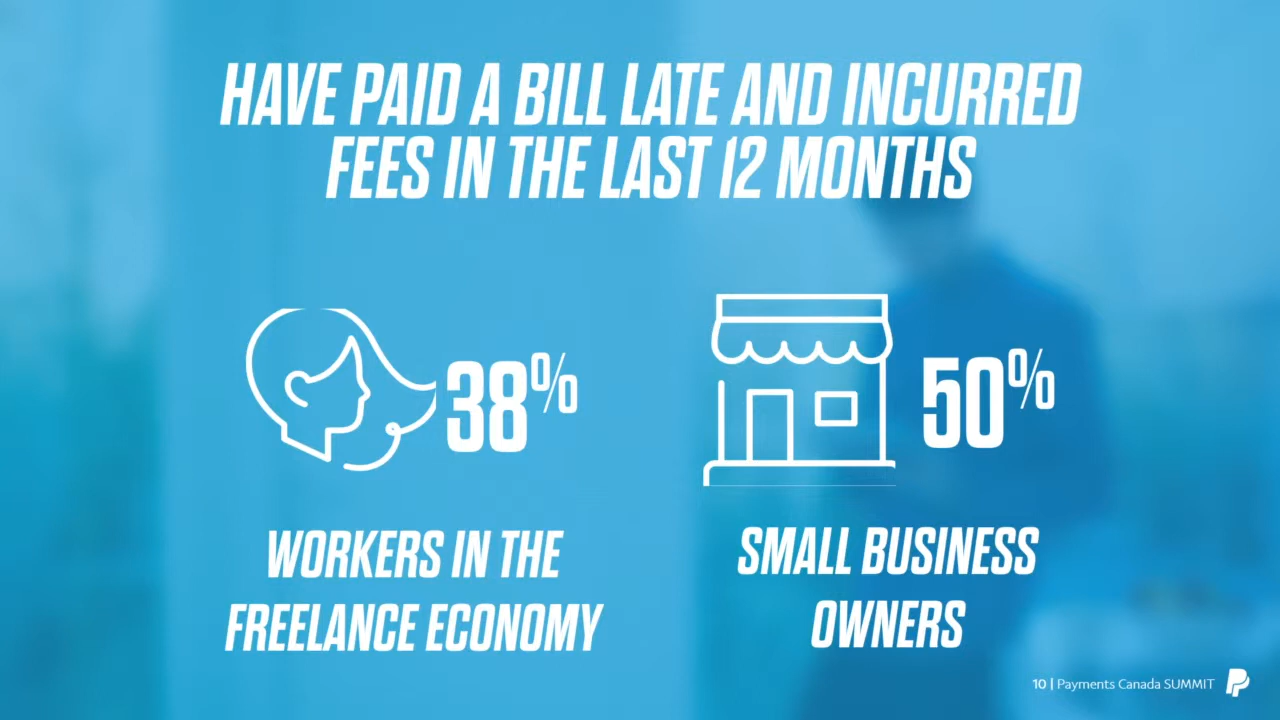 HAVE PAID A BILL LATE AND INCURRED
FEES IN THE LAST 12 MONTHS
38%
50%
WORKERS IN THE
FREELANCE ECONOMY
SMALL BUSINESS
OWNERS
10 | Payments Canada SUMMIT